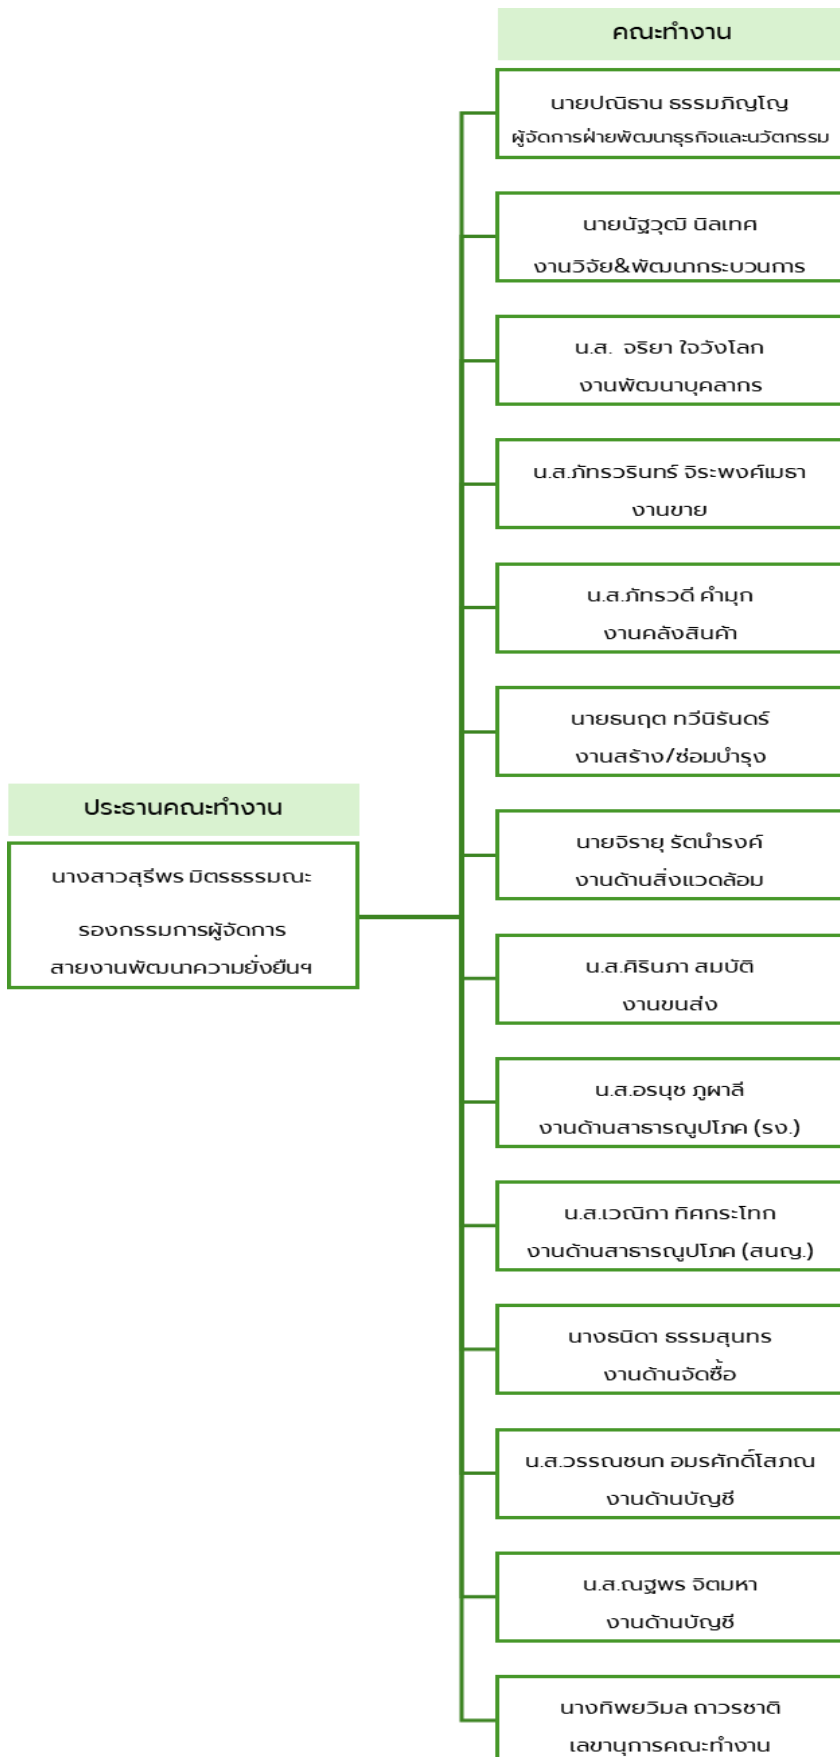 คณะทำงาน
นายปณิธาน ธรรมภิญโญ
ผู้จัดการฝ่ายพัฒนาธุรกิจและนวัตกรรม
นายนัฐวุฒิ นิลเทศ
งานวิจัย&พัฒนากระบวนการ
น.ส. จริยา ใจวังโลก
งานพัฒนาบุคลากร
น.ส.ภัทรวรินทร์ จิระพงศ์เมธา
งานขาย
น.ส.ภัทรวดี คำมุก
งานคลังสินค้า
นายธนฤต ทวีนิรันดร์
งานสร้าง/ซ่อมบำรุง
ประธานคณะทำงาน
นางสาวสุรีพร มิตรธรรมณะ
รองกรรมการผู้จัดการ
สายงานพัฒนาความยั่งยืนฯ
นายจิรายุ รัตนำรงค์
งานด้านสิ่งแวดล้อม
น.ส.ศิรินภา สมบัติ
งานขนส่ง
น.ส.อรนุช ภูผาลี
งานด้านสาธารณูปโภค (รง.)
น.ส.เวณิกา ทิศกระโทก
งานด้านสาธารณูปโภค (สนญ.)
นางธนิดา ธรรมสุนทร
งานด้านจัดซื้อ
น.ส.วรรณชนก อมรศักดิ์โสภณ
งานด้านบัญชี
น.ส.ณฐพร จิตมหา
งานด้านบัญชี
นางทิพยวิมล ถาวรชาติ
เลขานุการคณะทำงาน